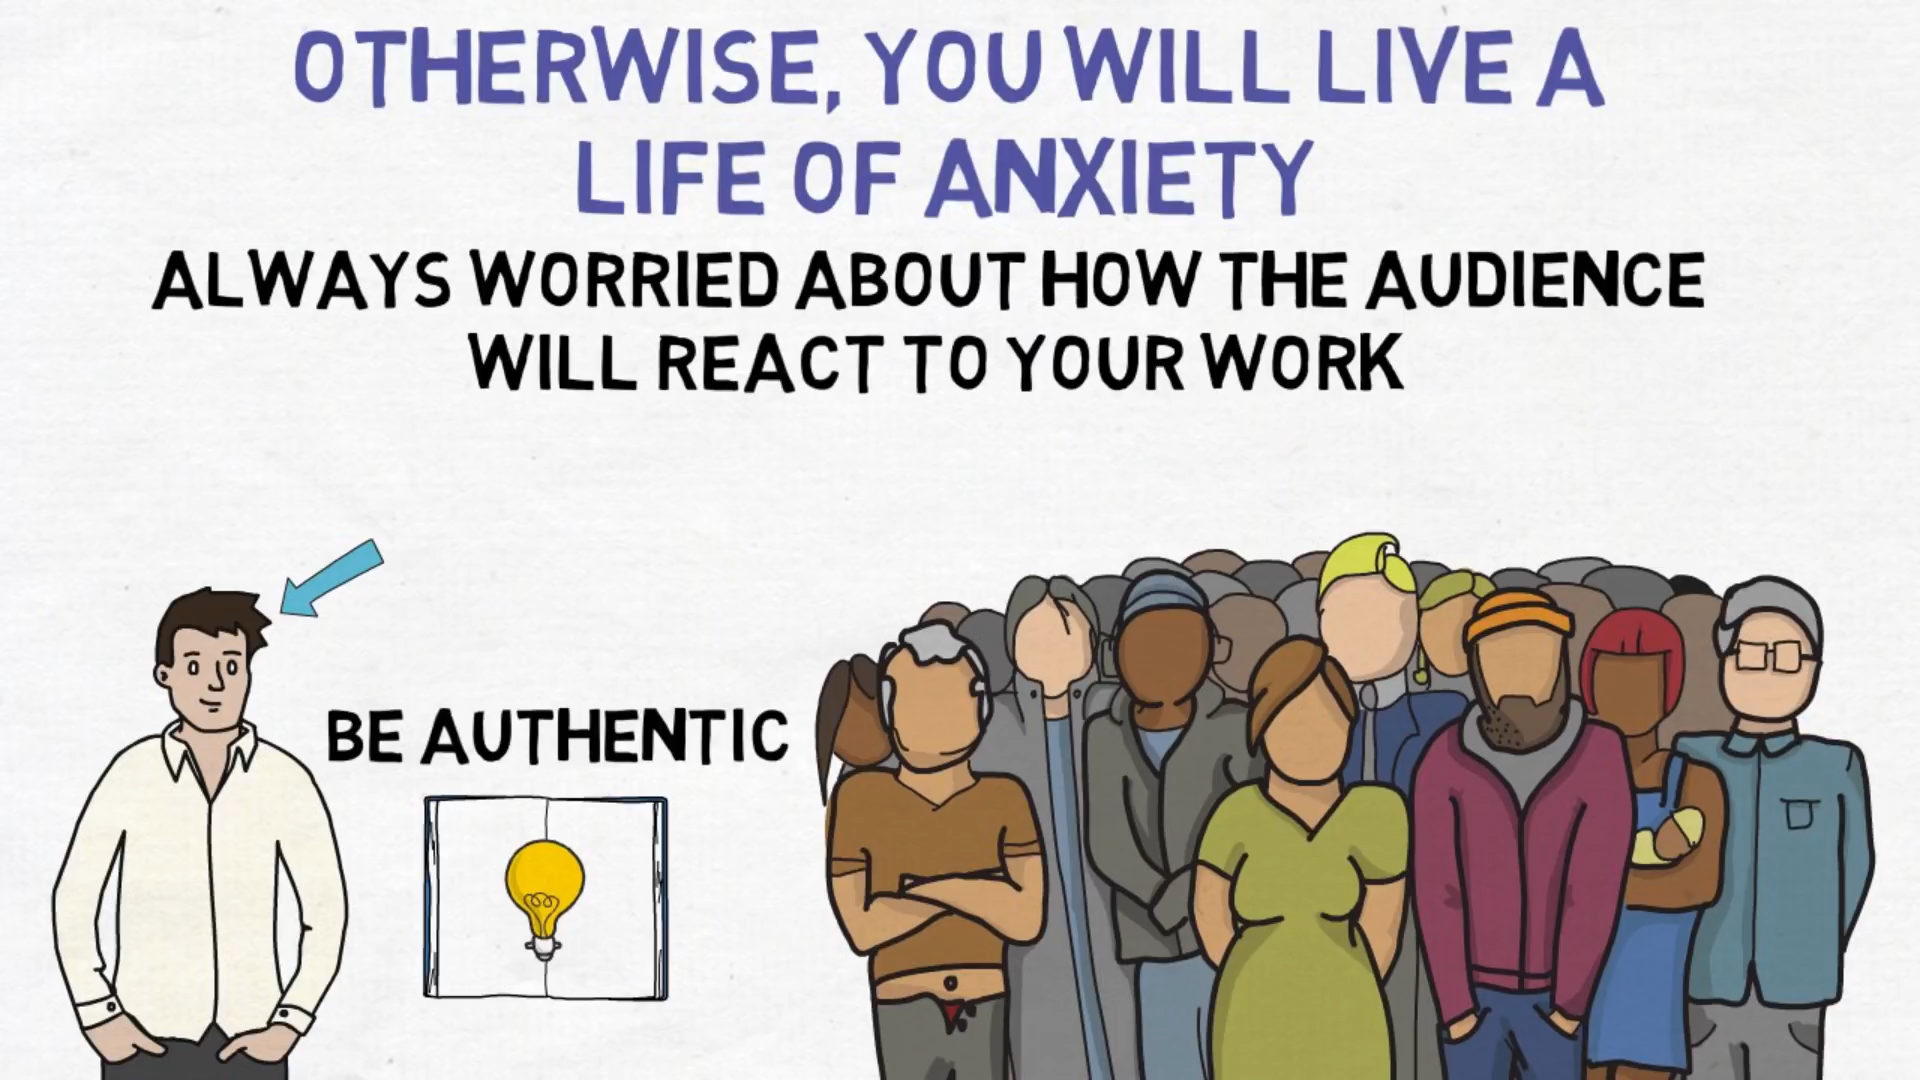 OTHERWISE, YOU WILL LIVE A
LIFE OF ANXIETY
ALWAYS WORRIED ABOUT HOW THE AUDIENCE
WILL REACT TO YOUR WORK
BE AUTHENTIC